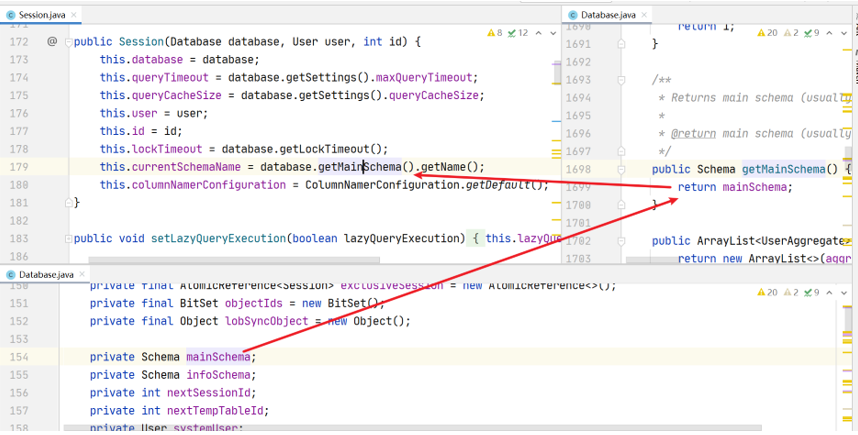 Session.java
172 @ public Session(Database database, User user, int id) {
173 this.database = database;
174 this.queryTimeout = database.getSettings().maxQueryTimeout;
175 this.queryCacheSize = database.getSettings().queryCacheSize;
176 this.user = user;
177 this.id = id;
178 this.lockTimeout = database.getLockTimeout();
179 this.currentSchemaName = database.getMainSchema().getName();
180 this.columnNamerConfiguration = ColumnNamerConfiguration.getDefault();
181 }
182
183 public void setLazyQueryExecution(boolean lazyQueryExecution) { this.lazyQue
186
8 12
Database.java
1690 return 1;
1691 }
1692
1693 /**
1694 * Returns main schema (usually
1695 *
1696 * @return main schema (usually
1697 */
1698 public Schema getMainSchema() {
1699 return mainSchema;
1700 }
1701
1702 public ArrayList<UserAggregate>
1703 return new ArrayList<>(aggr
20 2 9
Database.java
150 private final AtomicReference<Session> exclusiveSession = new AtomicReference<>();
151 private final BitSet objectIds = new BitSet();
152 private final Object lobSyncObject = new Object();
153
154 private Schema mainSchema;
155 private Schema infoSchema;
156 private int nextSessionId;
157 private int nextTempTableId;
158 private User systemUser;
20 2 9